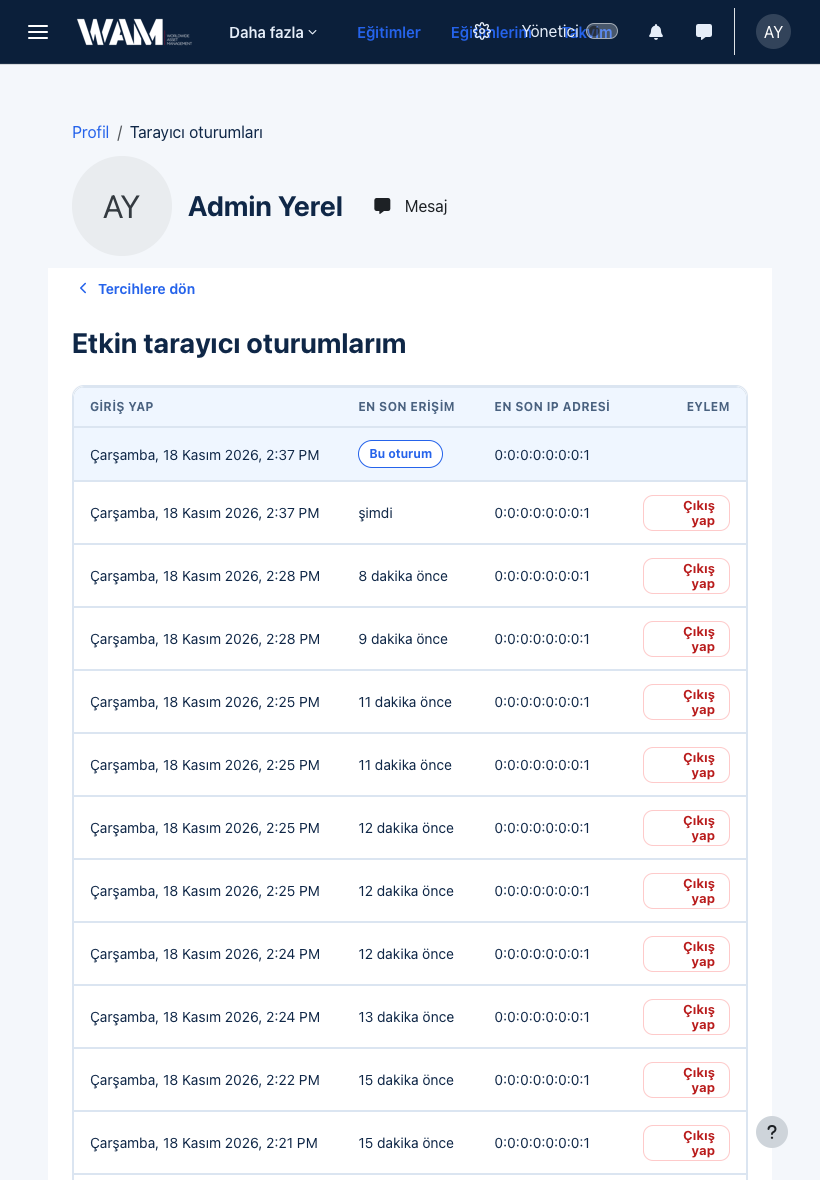 WAM WORLDWIDE ASSET MANAGEMENT
Daha fazla Eğitimler Eğitimlerim Yönetici AY
Profil / Tarayıcı oturumları
AY Admin Yerel Mesaj
Tercihlere dön
Etkin tarayıcı oturumlarım
GİRİŞ YAP EN SON ERİŞİM EN SON IP ADRESİ EYLEM
Çarşamba, 18 Kasım 2026, 2:37 PM Bu oturum 0:0:0:0:0:0:0:1
Çarşamba, 18 Kasım 2026, 2:37 PM şimdi 0:0:0:0:0:0:0:1 Çıkış yap
Çarşamba, 18 Kasım 2026, 2:28 PM 8 dakika önce 0:0:0:0:0:0:0:1 Çıkış yap
Çarşamba, 18 Kasım 2026, 2:28 PM 9 dakika önce 0:0:0:0:0:0:0:1 Çıkış yap
Çarşamba, 18 Kasım 2026, 2:25 PM 11 dakika önce 0:0:0:0:0:0:0:1 Çıkış yap
Çarşamba, 18 Kasım 2026, 2:25 PM 11 dakika önce 0:0:0:0:0:0:0:1 Çıkış yap
Çarşamba, 18 Kasım 2026, 2:25 PM 12 dakika önce 0:0:0:0:0:0:0:1 Çıkış yap
Çarşamba, 18 Kasım 2026, 2:25 PM 12 dakika önce 0:0:0:0:0:0:0:1 Çıkış yap
Çarşamba, 18 Kasım 2026, 2:24 PM 12 dakika önce 0:0:0:0:0:0:0:1 Çıkış yap
Çarşamba, 18 Kasım 2026, 2:24 PM 13 dakika önce 0:0:0:0:0:0:0:1 Çıkış yap
Çarşamba, 18 Kasım 2026, 2:22 PM 15 dakika önce 0:0:0:0:0:0:0:1 Çıkış yap
Çarşamba, 18 Kasım 2026, 2:21 PM 15 dakika önce 0:0:0:0:0:0:0:1 Çıkış yap
?